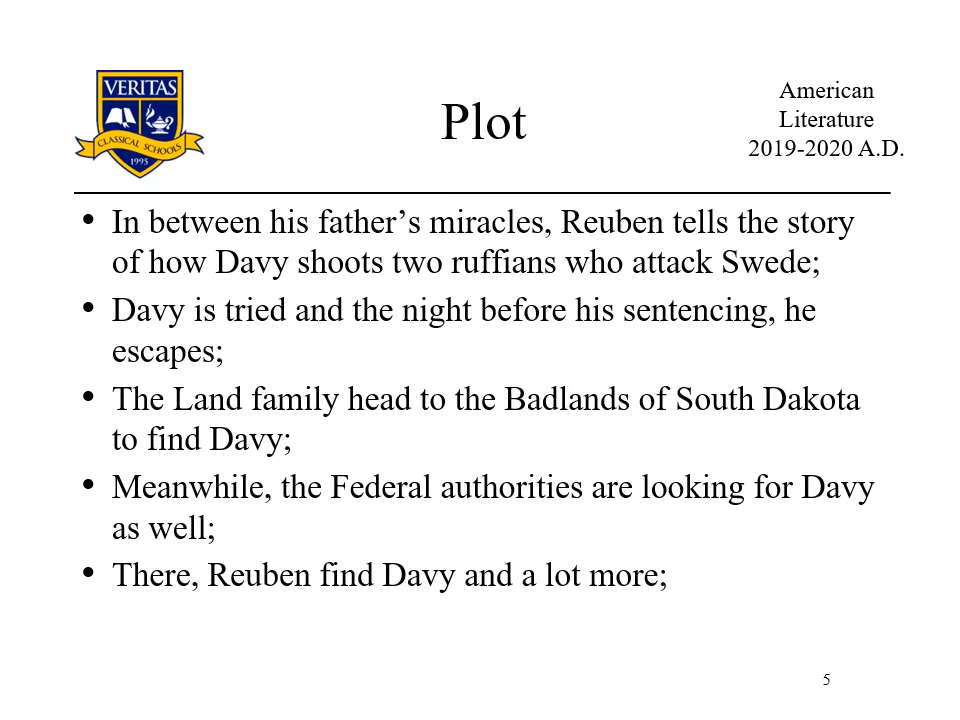 VERITAS
CLASSICAL SCHOOLS
1995
Plot
American
Literature
2019-2020 A.D.
• In between his father’s miracles, Reuben tells the story
of how Davy shoots two ruffians who attack Swede;
• Davy is tried and the night before his sentencing, he
escapes;
• The Land family head to the Badlands of South Dakota
to find Davy;
• Meanwhile, the Federal authorities are looking for Davy
as well;
• There, Reuben find Davy and a lot more;
5